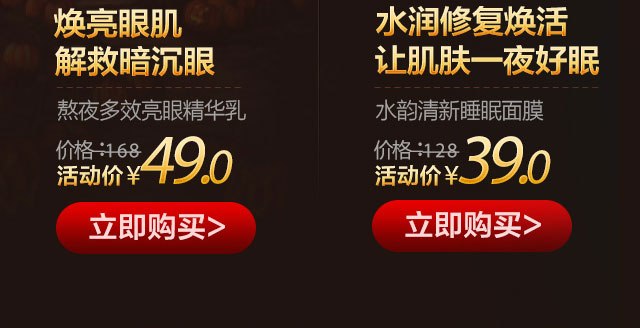 焕亮眼肌
解救暗沉眼
熬夜多效亮眼精华乳
价格：168
活动价￥49.0
立即购买>
水润修复焕活
让肌肤一夜好眠
水韵清新睡眠面膜
价格：128
活动价￥39.0
立即购买>